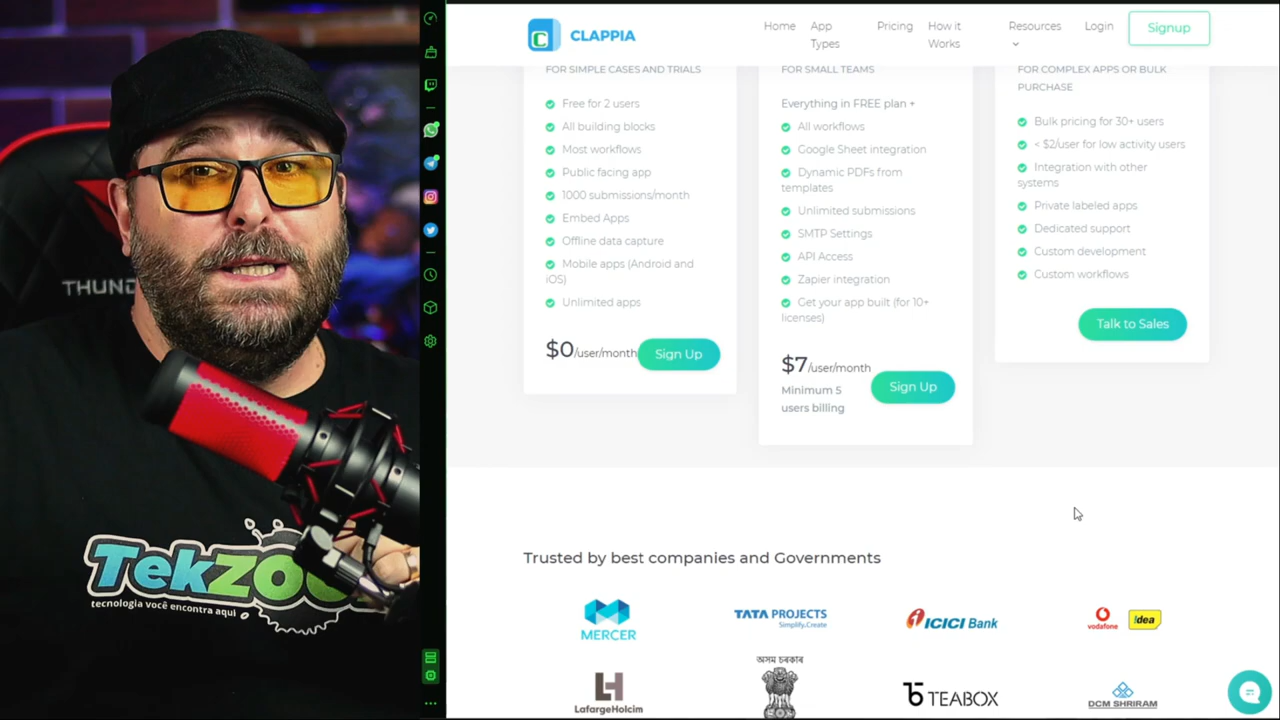 THUND
TekZoo
tecnologia você encontra aqui
CLAPPIA
Home
App Types
Pricing
How it Works
Resources
Login
Signup
FOR SIMPLE CASES AND TRIALS
Free for 2 users
All building blocks
Most workflows
Public facing app
1000 submissions/month
Embed Apps
Offline data capture
Mobile apps (Android and
iOS)
Unlimited apps
$0/user/month
Sign Up
FOR SMALL TEAMS
Everything in FREE plan +
All workflows
Google Sheet integration
Dynamic PDFs from
templates
Unlimited submissions
SMTP Settings
API Access
Zapier integration
Get your app built (for 10+
licenses)
$7/user/month
Minimum 5
users billing
Sign Up
FOR COMPLEX APPS OR BULK
PURCHASE
Bulk pricing for 30+ users
< $2/user for low activity users
Integration with other
systems
Private labeled apps
Dedicated support
Custom development
Custom workflows
Talk to Sales
Trusted by best companies and Governments
MERCER
TATA PROJECTS
Simplify.Create
ICICI Bank
vodafone
!dea
LafargeHolcim
অসম চৰকাৰ
TEABOX
DCM SHRIRAM